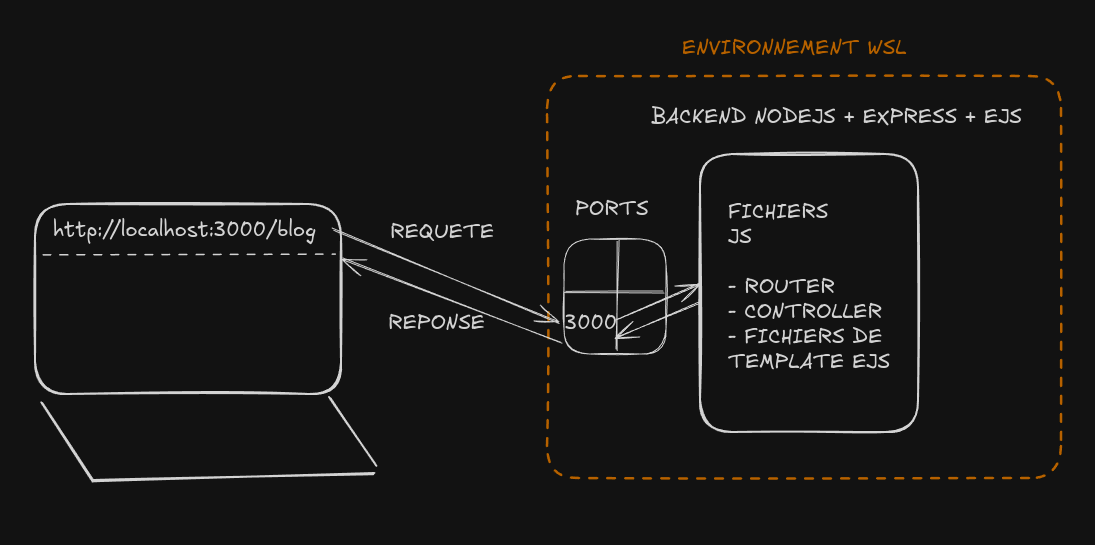 ENVIRONNEMENT WSL
BACKEND NODEJS + EXPRESS + EJS
http://localhost:3000/blog
REQUETE
REPONSE
PORTS
3000
FICHIERS
JS
- ROUTER
- CONTROLLER
- FICHIERS DE
TEMPLATE EJS